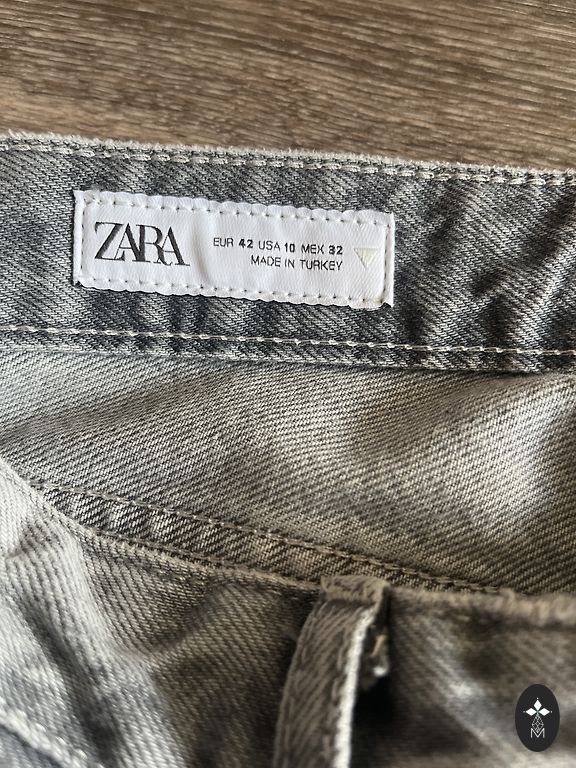 ZARA
EUR 42 USA 10 MEX 32
MADE IN TURKEY
M